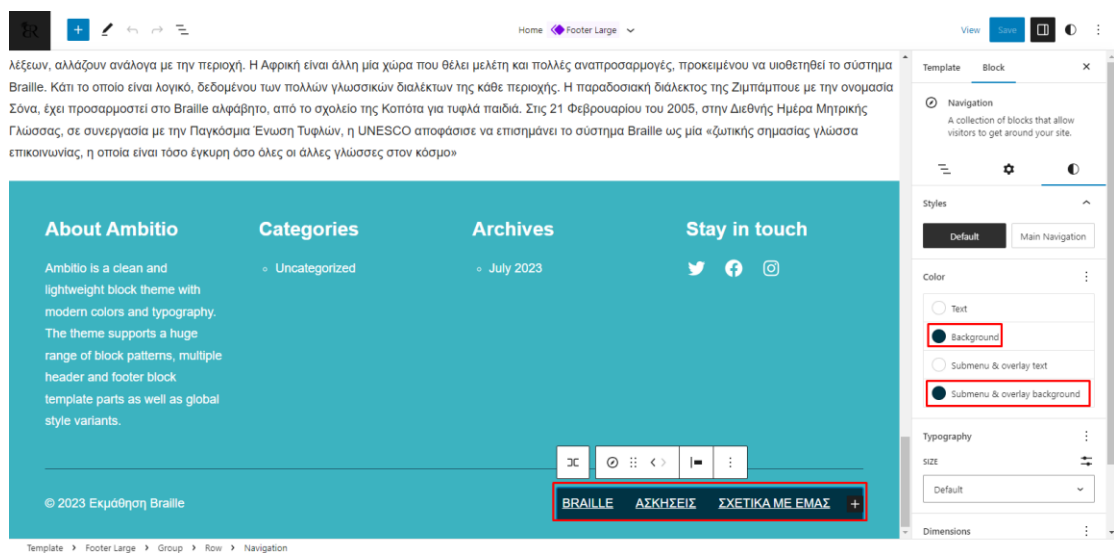 Home Footer Large
View Save
λέξεων, αλλάζουν ανάλογα με την περιοχή. Η Αφρική είναι άλλη μία χώρα που θέλει μελέτη και πολλές αναπροσαρμογές, προκειμένου να υιοθετηθεί το σύστημα
Braille. Κάτι το οποίο είναι λογικό, δεδομένου των πολλών γλωσσικών διαλέκτων της κάθε περιοχής. Η παραδοσιακή διάλεκτος της Ζιμπάμπουε με την ονομασία
Σόνα, έχει προσαρμοστεί στο Braille αλφάβητο, από το σχολείο της Κοπότα για τυφλά παιδιά. Στις 21 Φεβρουαρίου του 2005, στην Διεθνής Ημέρα Μητρικής
Γλώσσας, σε συνεργασία με την Παγκόσμια Ένωση Τυφλών, η UNESCO αποφάσισε να επισημάνει το σύστημα Braille ως μία «ζωτικής σημασίας γλώσσα
επικοινωνίας, η οποία είναι τόσο έγκυρη όσο όλες οι άλλες γλώσσες στον κόσμο»
About Ambitio
Ambitio is a clean and
lightweight block theme with
modern colors and typography.
The theme supports a huge
range of block patterns, multiple
header and footer block
template parts as well as global
style variants.
Categories
Uncategorized
Archives
July 2023
Stay in touch
© 2023 Εκμάθηση Braille
BRAILLE ΑΣΚΗΣΕΙΣ ΣΧΕΤΙΚΑ ΜΕ ΕΜΑΣ
Template Block
Navigation
A collection of blocks that allow
visitors to get around your site.
Styles
Default Main Navigation
Color
Text
Background
Submenu & overlay text
Submenu & overlay background
Typography
SIZE
Default
Dimensions
Template > Footer Large > Group > Row > Navigation